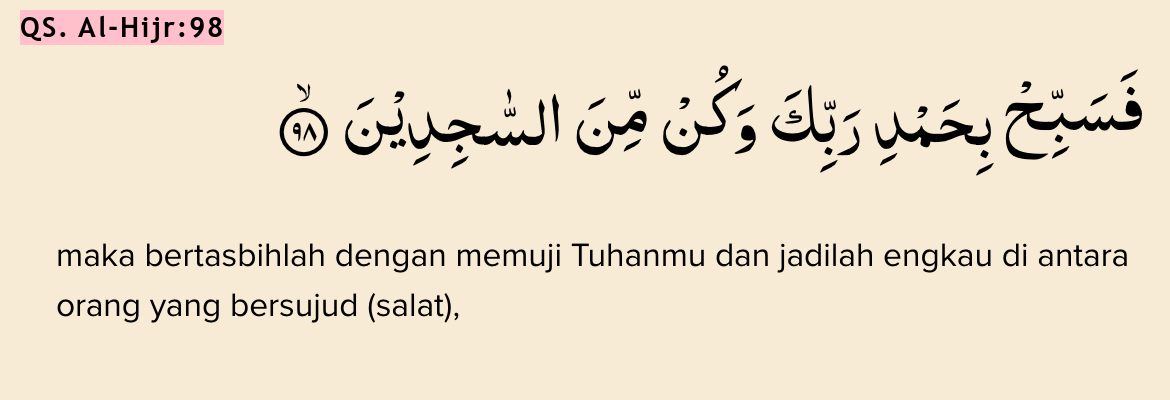 QS. Al-Hijr:98
فَسَبِّحْ بِحَمْدِ رَبِّكَ وَكُنْ مِّنَ السّٰجِدِيْنَ ۙ ٩٨
maka bertasbihlah dengan memuji Tuhanmu dan jadilah engkau di antara
orang yang bersujud (salat),